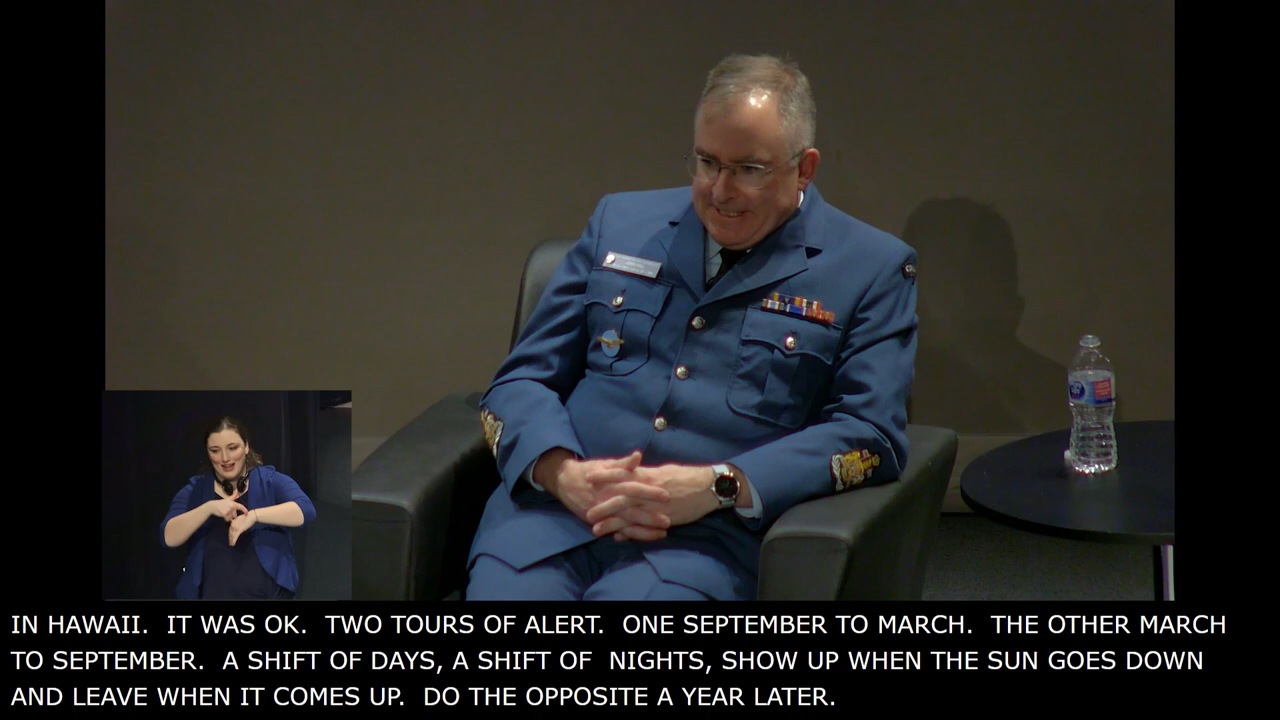 IN HAWAII.  IT WAS OK.  TWO TOURS OF ALERT.  ONE SEPTEMBER TO MARCH.  THE OTHER MARCH
TO SEPTEMBER.  A SHIFT OF DAYS, A SHIFT OF  NIGHTS, SHOW UP WHEN THE SUN GOES DOWN
AND LEAVE WHEN IT COMES UP.  DO THE OPPOSITE A YEAR LATER.